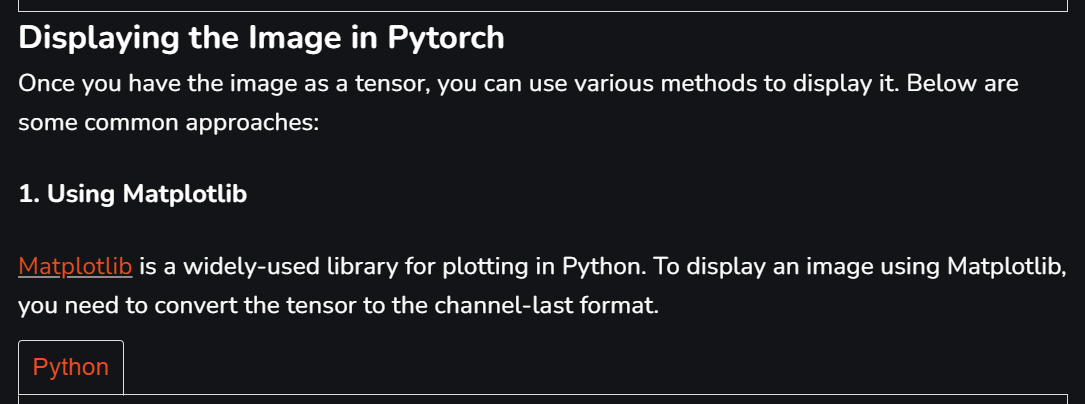 Displaying the Image in Pytorch
Once you have the image as a tensor, you can use various methods to display it. Below are
some common approaches:
1. Using Matplotlib
Matplotlib is a widely-used library for plotting in Python. To display an image using Matplotlib,
you need to convert the tensor to the channel-last format.
Python